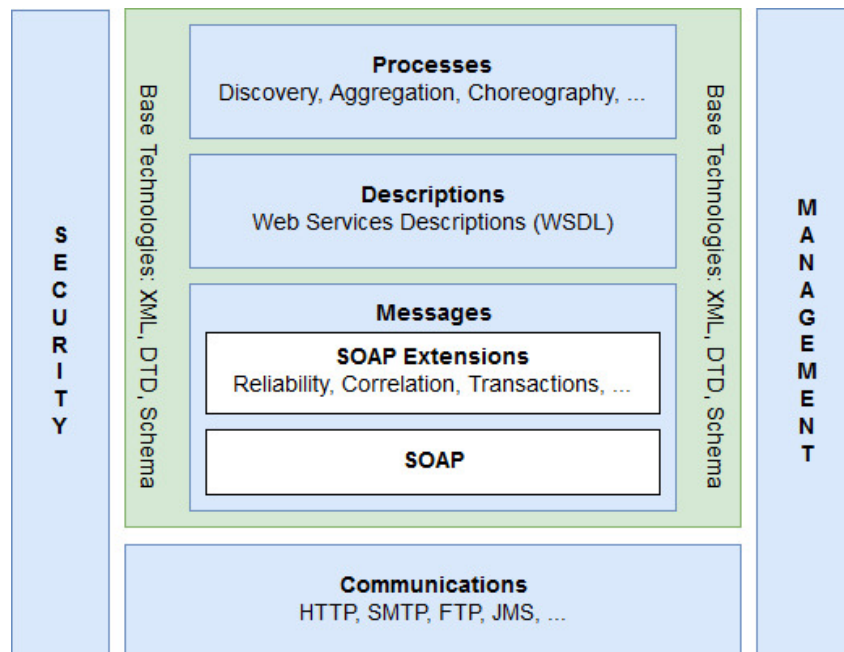 SECURITY
Base Technologies: XML, DTD, Schema
Processes
Discovery, Aggregation, Choreography, ...
Descriptions
Web Services Descriptions (WSDL)
Messages
SOAP Extensions
Reliability, Correlation, Transactions, ...
SOAP
Base Technologies: XML, DTD, Schema
MANAGEMENT
Communications
HTTP, SMTP, FTP, JMS, ...